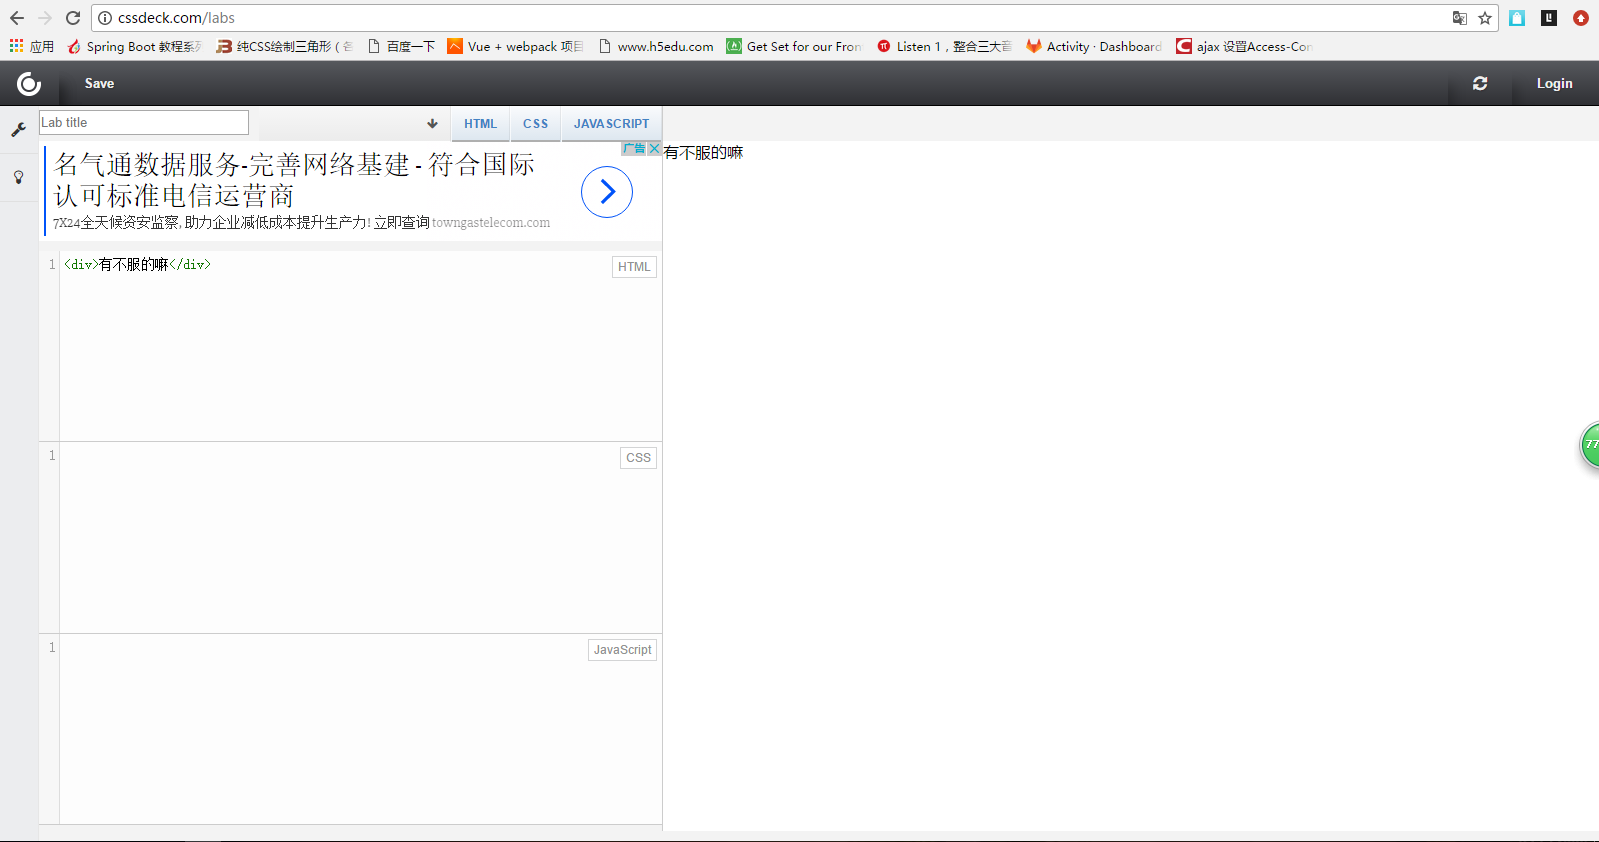 cssdeck.com/labs
应用 Spring Boot 教程系列 纯CSS绘制三角形（各 百度一下 Vue + webpack 项目 www.h5edu.com Get Set for our Fron Listen 1，整合三大音 Activity · Dashboard ajax 设置Access-Con
Save Login
Lab title HTML CSS JAVASCRIPT
广告
有不服的嘛
名气通数据服务-完善网络基建 - 符合国际
认可标准电信运营商
7X24全天候资安监察, 助力企业减低成本提升生产力! 立即查询 towngastelecom.com
1 <div>有不服的嘛</div> HTML
77
1 CSS
1 JavaScript